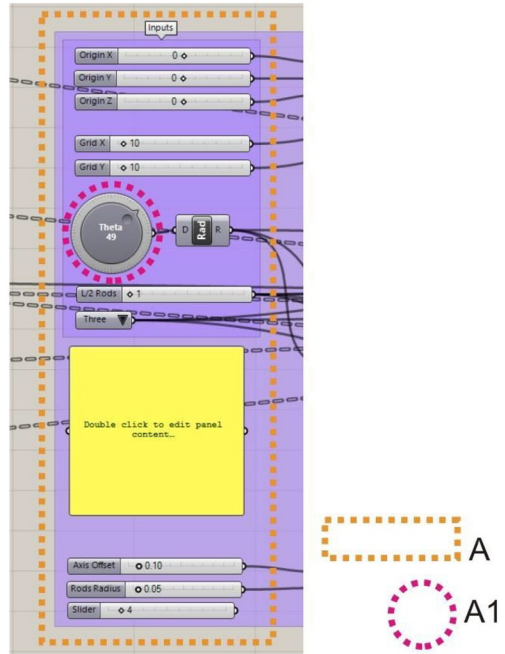 Inputs
Origin X 0
Origin Y 0
Origin Z 0
Grid X 10
Grid Y 10
Theta
49
D Rad R
L/2 Rods 1
Three
Double click to edit panel
content…
Axis Offset 0.10
Rods Radius 0.05
Slider 4
A
A1